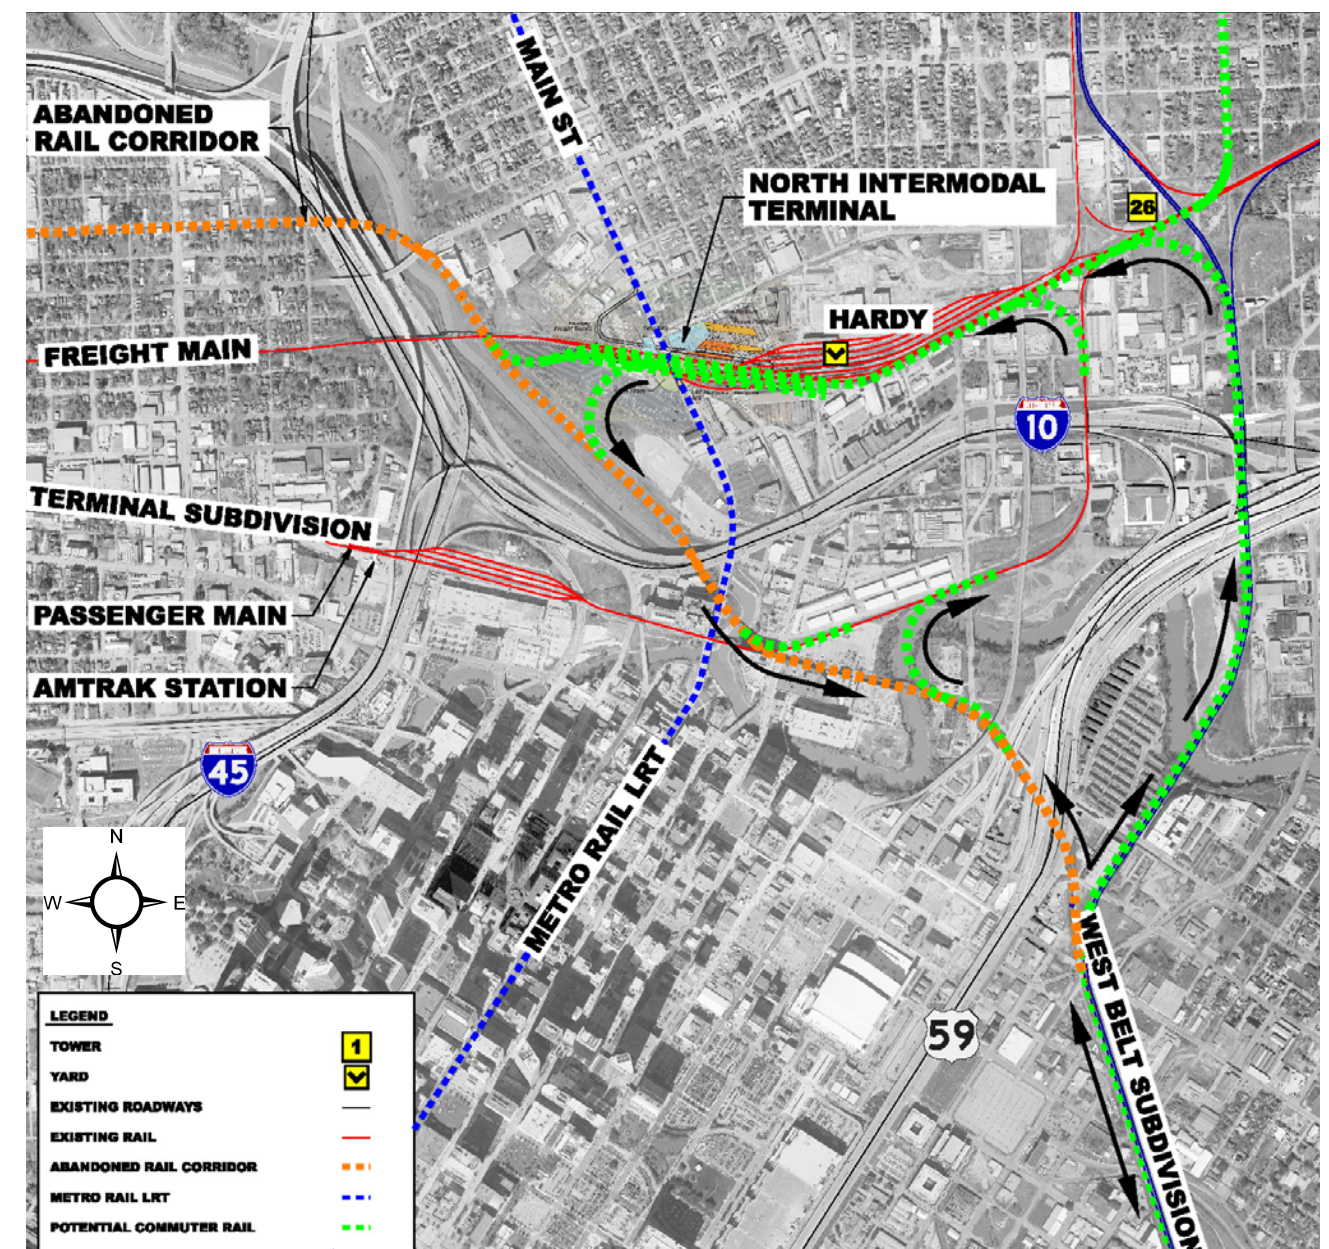 MAIN ST
ABANDONED
RAIL CORRIDOR
NORTH INTERMODAL
TERMINAL
26
HARDY
FREIGHT MAIN
10
TERMINAL SUBDIVISION
PASSENGER MAIN
AMTRAK STATION
45
METRO RAIL LRT
N
W E
S
WEST BELT SUBDIVISION
59
LEGEND
TOWER 1
YARD
EXISTING ROADWAYS
EXISTING RAIL
ABANDONED RAIL CORRIDOR
METRO RAIL LRT
POTENTIAL COMMUTER RAIL